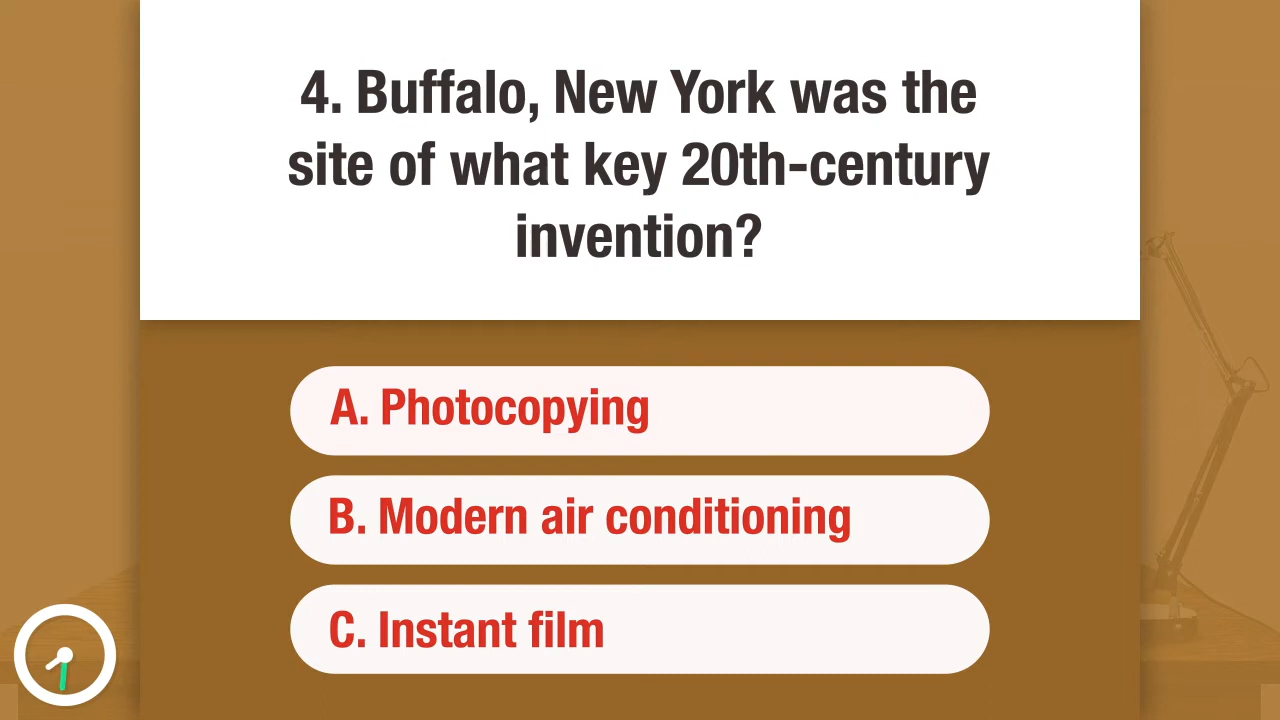 4. Buffalo, New York was the
site of what key 20th-century
invention?
A. Photocopying
B. Modern air conditioning
C. Instant film